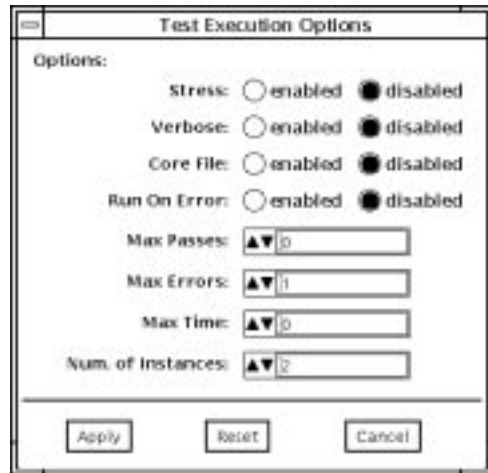 Test Execution Options
Options:
Stress: enabled disabled
Verbose: enabled disabled
Core File: enabled disabled
Run On Error: enabled disabled
Max Passes: 0
Max Errors: 1
Max Time: 0
Num. of Instances: 2
Apply Reset Cancel